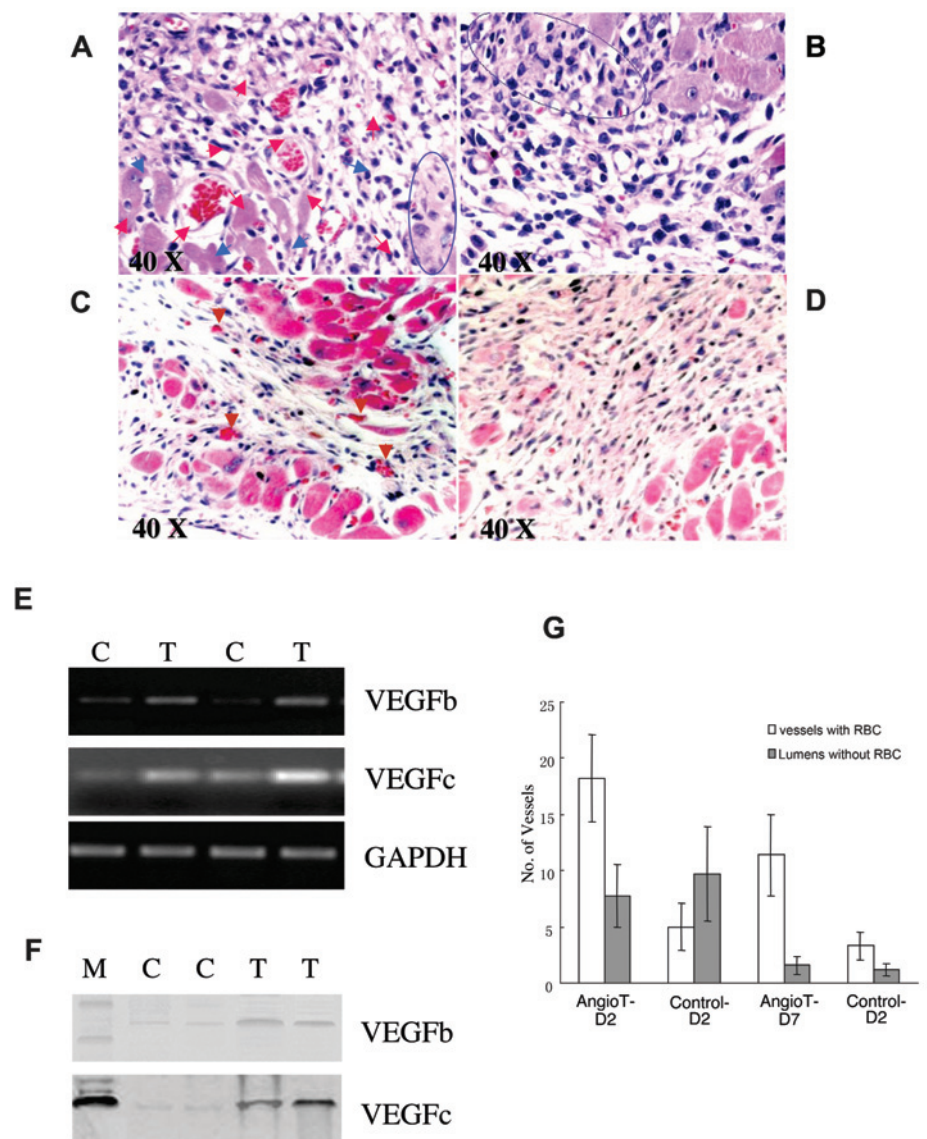 A
B
40 X
40 X
C
D
40 X
40 X
E
C T C T
VEGFb
VEGFc
GAPDH
F
M C C T T
VEGFb
VEGFc
G
25
20
15
10
5
0
No. of Vessels
vessels with RBC
Lumens without RBC
AngioT-
D2
Control-
D2
AngioT-
D7
Control-
D2